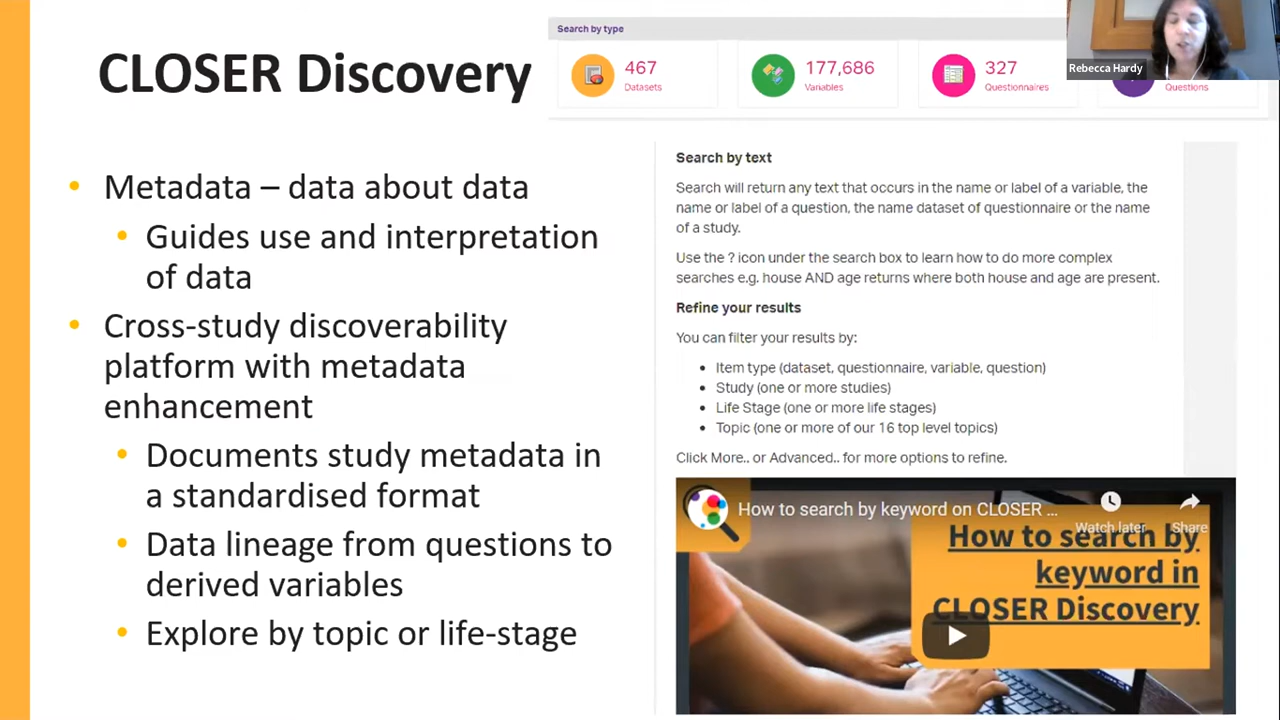 CLOSER Discovery
Search by type
467
Datasets
177,686
Variables
327
Questionnaires
Questions
Rebecca Hardy
• Metadata – data about data
• Guides use and interpretation
of data
• Cross-study discoverability
platform with metadata
enhancement
• Documents study metadata in
a standardised format
• Data lineage from questions to
derived variables
• Explore by topic or life-stage
Search by text
Search will return any text that occurs in the name or label of a variable, the
name or label of a question, the name dataset of questionnaire or the name
of a study.
Use the ? icon under the search box to learn how to do more complex
searches e.g. house AND age returns where both house and age are present.
Refine your results
You can filter your results by:
• Item type (dataset, questionnaire, variable, question)
• Study (one or more studies)
• Life Stage (one or more life stages)
• Topic (one or more of our 16 top level topics)
Click More.. or Advanced.. for more options to refine.
How to search by keyword on CLOSER ...
Watch later
Share
How to search by
keyword in
CLOSER Discovery